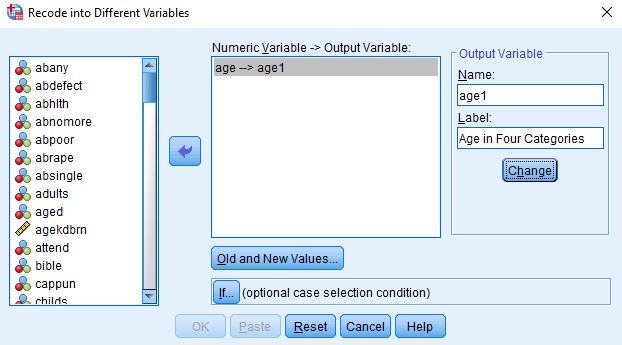 Recode into Different Variables
Numeric Variable -> Output Variable:
abany
abdefect
abhlth
abnomore
abpoor
abrape
absingle
adults
aged
agekdbrn
attend
bible
cappun
childs
age --> age1
Output Variable
Name:
age1
Label:
Age in Four Categories
Change
Old and New Values...
If... (optional case selection condition)
OK Paste Reset Cancel Help